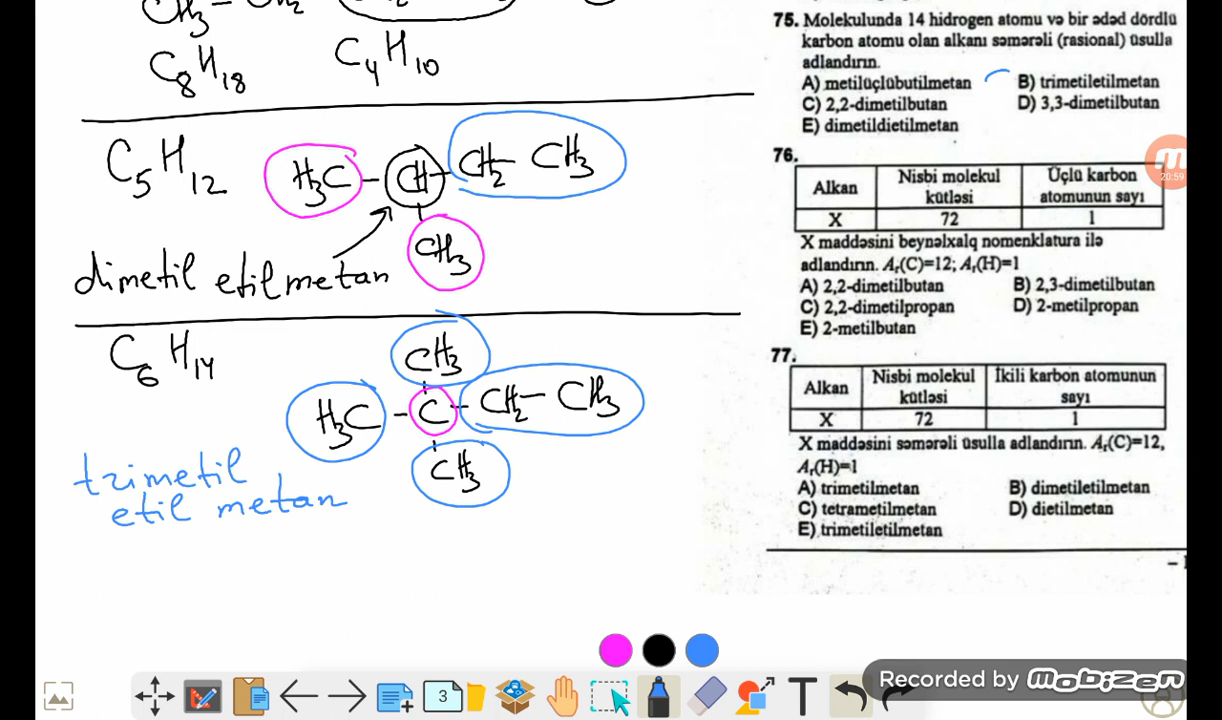 CH₃ - CH₂
C₈H₁₈
C₄H₁₀
C₅H₁₂
H₃C - CH - CH₂ CH₃
CH₃
dimetil etilmetan
C₆H₁₄
CH₃
H₃C - C - CH₂ - CH₃
CH₃
trimetil
etil metan
75. Molekulunda 14 hidrogen atomu və bir ədəd dördlü
karbon atomu olan alkanı səmərəli (rasional) üsulla
adlandırın.
A) metilüçlübutilmetan B) trimetiletilmetan
C) 2,2-dimetilbutan D) 3,3-dimetilbutan
E) dimetildietilmetan
76.
Alkan Nisbi molekul kütləsi Üçlü karbon atomunun sayı
X 72 1
X maddəsini beynəlxalq nomenklatura ilə
adlandırın. Aᵣ(C)=12; Aᵣ(H)=1
A) 2,2-dimetilbutan B) 2,3-dimetilbutan
C) 2,2-dimetilpropan D) 2-metilpropan
E) 2-metilbutan
77.
Alkan Nisbi molekul kütləsi İkili karbon atomunun sayı
X 72 1
X maddəsini səmərəli üsulla adlandırın. Aᵣ(C)=12,
Aᵣ(H)=1
A) trimetilmetan B) dimetiletilmetan
C) tetrametilmetan D) dietilmetan
E) trimetiletilmetan
20:59
3
T
Recorded by mobizen